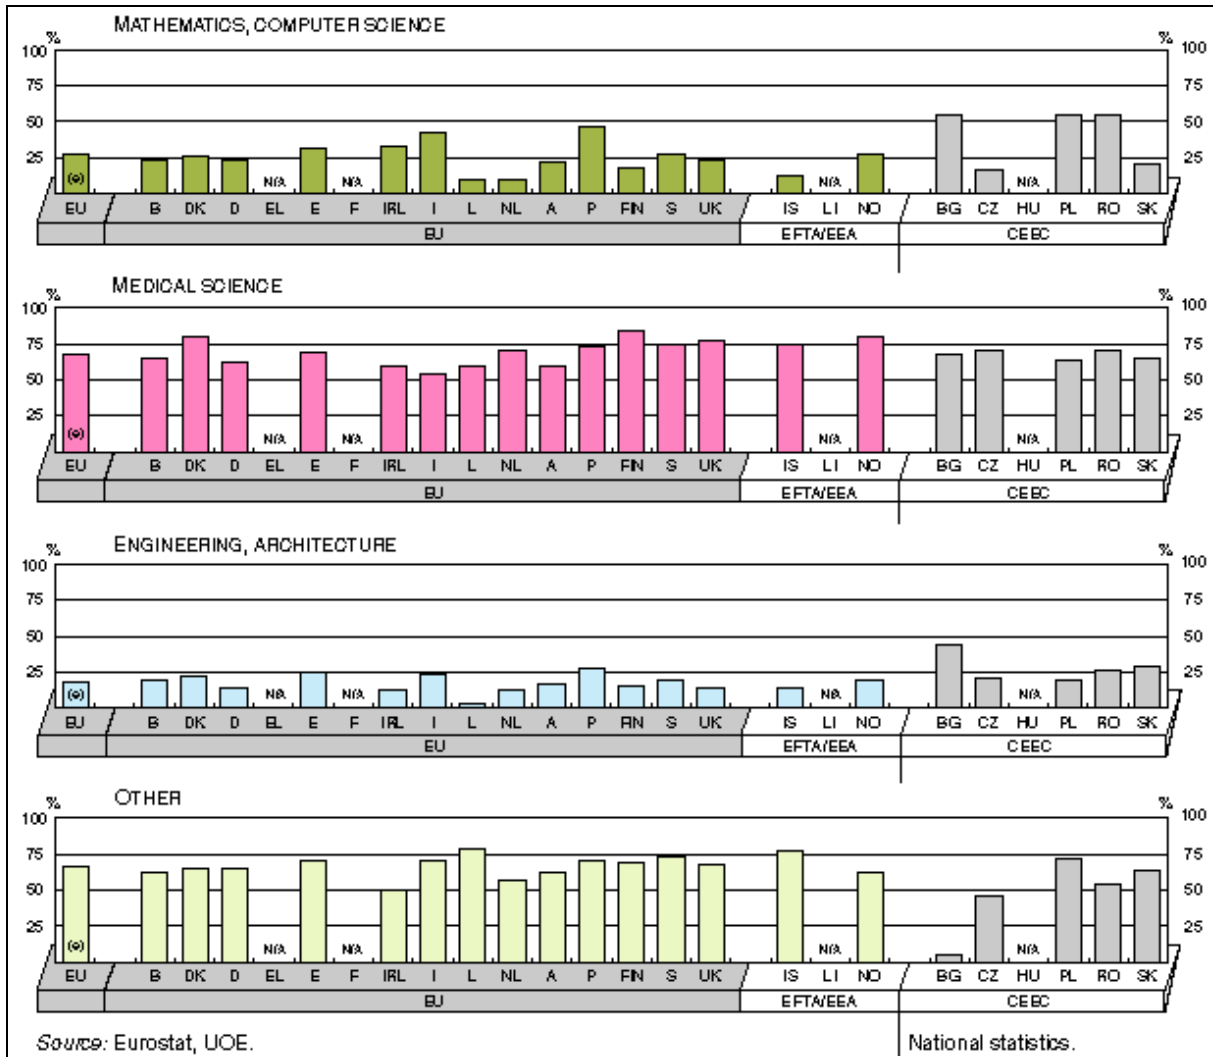 MATHEMATICS, COMPUTER SCIENCE
% %
100 100
75 75
50 50
25 25
(e) N/A N/A N/A N/A
EU B DK D EL E F IRL I L NL A P FIN S UK IS LI NO BG CZ HU PL RO SK
EU EFTA/EEA CEEC
MEDICAL SCIENCE
% %
100 100
75 75
50 50
25 25
(e) N/A N/A N/A N/A
EU B DK D EL E F IRL I L NL A P FIN S UK IS LI NO BG CZ HU PL RO SK
EU EFTA/EEA CEEC
ENGINEERING, ARCHITECTURE
% %
100 100
75 75
50 50
25 25
(e) N/A N/A N/A N/A
EU B DK D EL E F IRL I L NL A P FIN S UK IS LI NO BG CZ HU PL RO SK
EU EFTA/EEA CEEC
OTHER
% %
100 100
75 75
50 50
25 25
(e) N/A N/A N/A N/A
EU B DK D EL E F IRL I L NL A P FIN S UK IS LI NO BG CZ HU PL RO SK
EU EFTA/EEA CEEC
Source: Eurostat, UOE. National statistics.